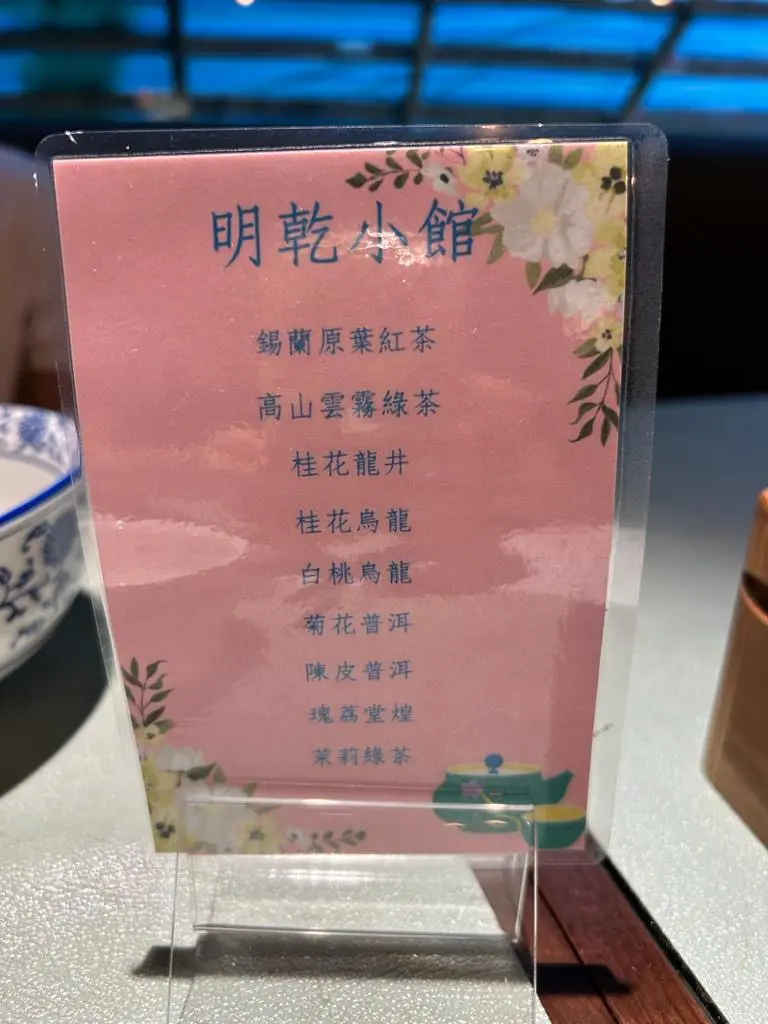 明乾小館
錫蘭原葉紅茶
高山雲霧綠茶
桂花龍井
桂花烏龍
白桃烏龍
菊花普洱
陳皮普洱
瑰荔堂煌
茉莉綠茶